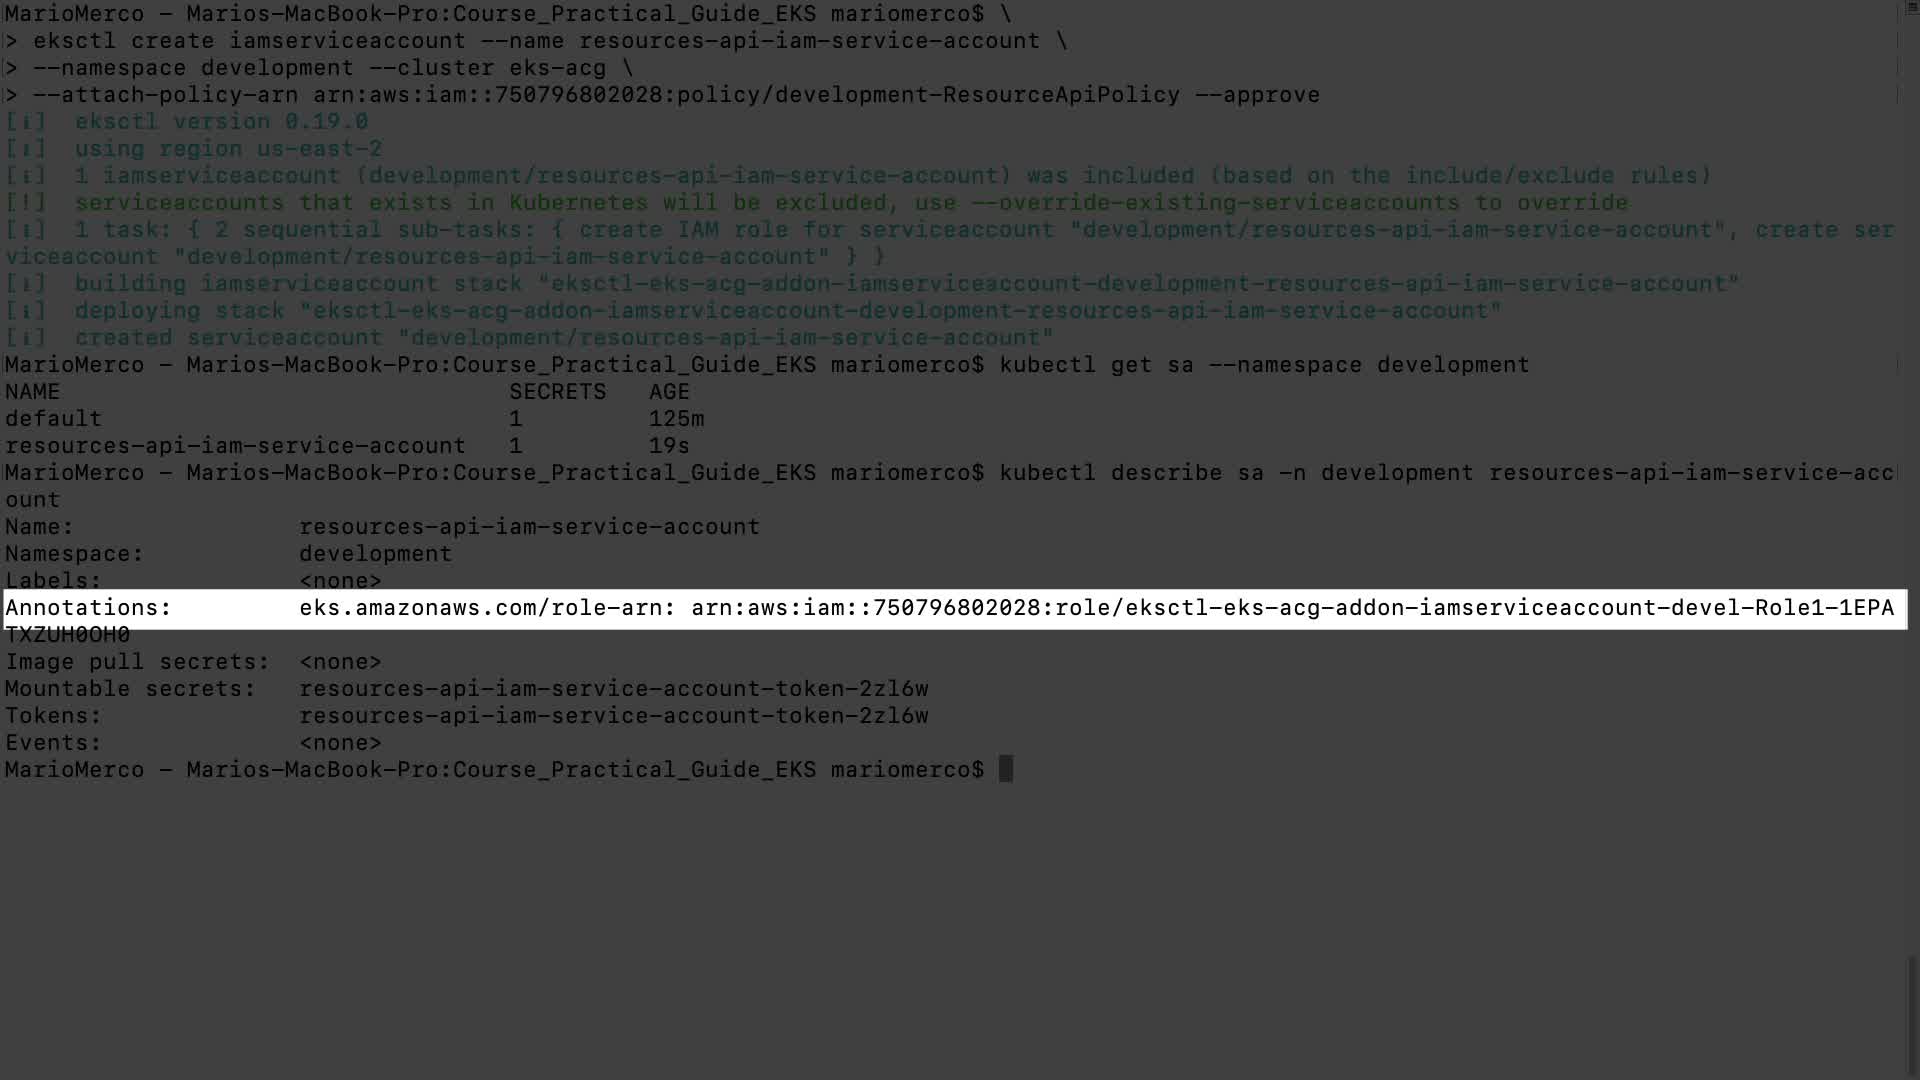 MarioMerco – Marios-MacBook-Pro:Course_Practical_Guide_EKS mariomerco$ \
> eksctl create iamserviceaccount --name resources-api-iam-service-account \
> --namespace development --cluster eks-acg \
> --attach-policy-arn arn:aws:iam::750796802028:policy/development-ResourceApiPolicy --approve
[ℹ]  eksctl version 0.19.0
[ℹ]  using region us-east-2
[ℹ]  1 iamserviceaccount (development/resources-api-iam-service-account) was included (based on the include/exclude rules)
[!]  serviceaccounts that exists in Kubernetes will be excluded, use --override-existing-serviceaccounts to override
[ℹ]  1 task: { 2 sequential sub-tasks: { create IAM role for serviceaccount "development/resources-api-iam-service-account", create ser
viceaccount "development/resources-api-iam-service-account" } }
[ℹ]  building iamserviceaccount stack "eksctl-eks-acg-addon-iamserviceaccount-development-resources-api-iam-service-account"
[ℹ]  deploying stack "eksctl-eks-acg-addon-iamserviceaccount-development-resources-api-iam-service-account"
[ℹ]  created serviceaccount "development/resources-api-iam-service-account"
MarioMerco – Marios-MacBook-Pro:Course_Practical_Guide_EKS mariomerco$ kubectl get sa --namespace development
NAME                                SECRETS   AGE
default                             1         125m
resources-api-iam-service-account   1         19s
MarioMerco – Marios-MacBook-Pro:Course_Practical_Guide_EKS mariomerco$ kubectl describe sa -n development resources-api-iam-service-acc
ount
Name:                resources-api-iam-service-account
Namespace:           development
Labels:              <none>
Annotations:         eks.amazonaws.com/role-arn: arn:aws:iam::750796802028:role/eksctl-eks-acg-addon-iamserviceaccount-devel-Role1-1EPA
TXZUH0OH0
Image pull secrets:  <none>
Mountable secrets:   resources-api-iam-service-account-token-2zl6w
Tokens:              resources-api-iam-service-account-token-2zl6w
Events:              <none>
MarioMerco – Marios-MacBook-Pro:Course_Practical_Guide_EKS mariomerco$